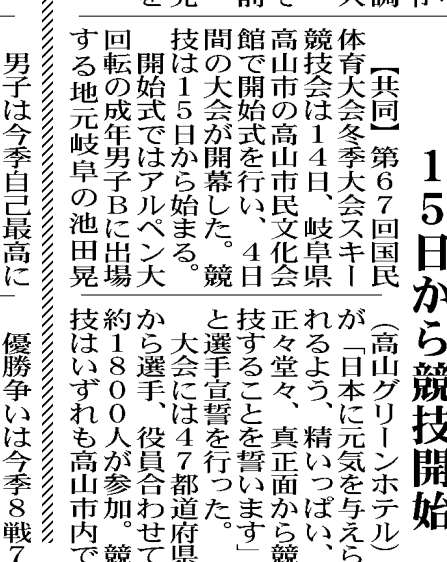 15日から競技開始
【共同】第67回国民
体育大会冬季大会スキー
競技会は14日、岐阜県
高山市の高山市民文化会
館で開始式を行い、4日
間の大会が開幕した。競
技は15日から始まる。
開始式ではアルペン大
回転の成年男子Bに出場
する地元岐阜の池田晃
(高山グリーンホテル)
が「日本に元気を与えら
れるよう、精いっぱい、
正々堂々、真正面から競
技することを誓います」
と選手宣誓を行った。
大会には47都道府県
から選手、役員合わせて
約1800人が参加。競
技はいずれも高山市内で
男子は今季自己最高に
優勝争いは今季8戦7